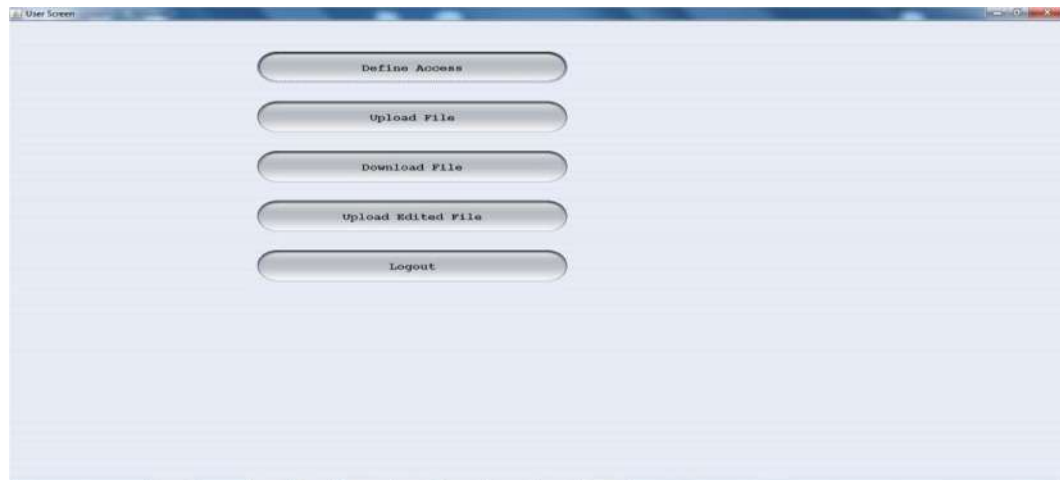 User Screen
Define Access
Upload File
Download File
Upload Edited File
Logout